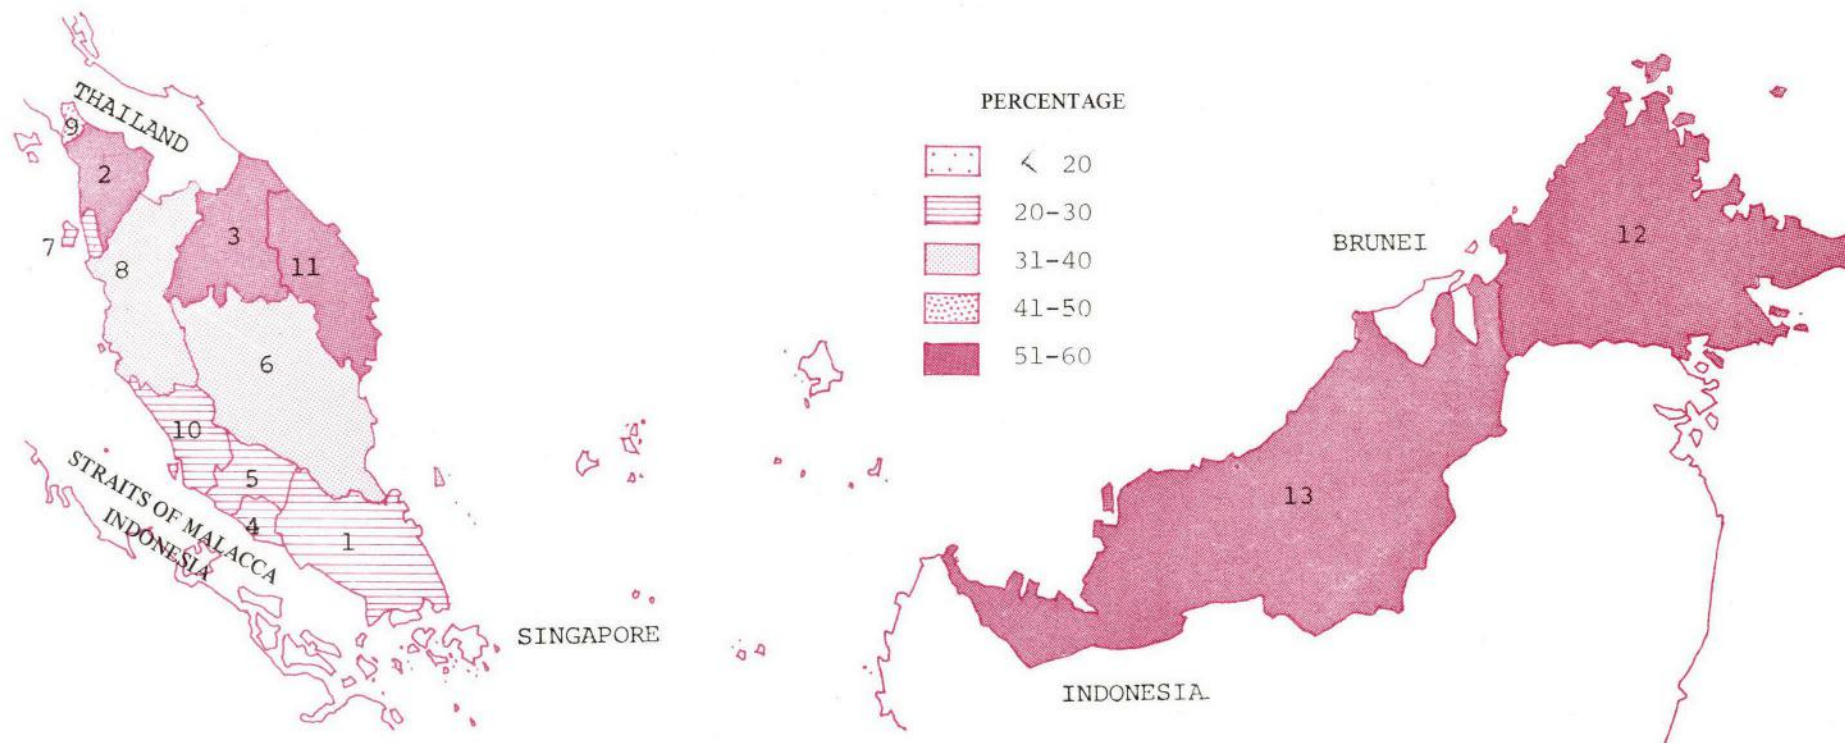 THAILAND
9
2
7
8
3
11
6
10
5
4
1
STRAITS OF MALACCA
INDONESIA
SINGAPORE
PERCENTAGE
< 20
20-30
31-40
41-50
51-60
BRUNEI
12
13
INDONESIA